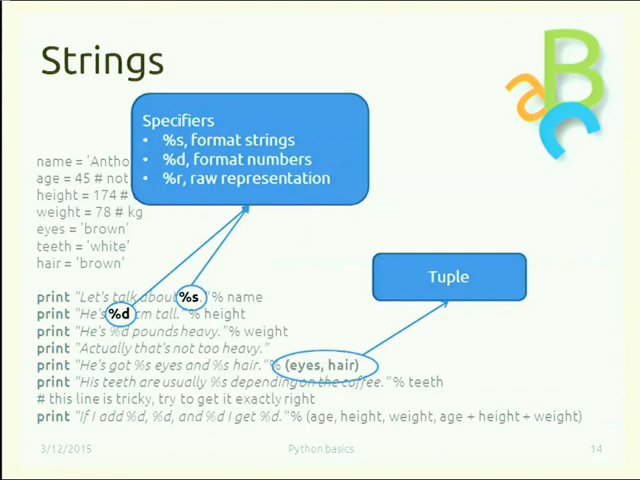 Strings
aBC
Specifiers
• %s, format strings
• %d, format numbers
• %r, raw representation
name = 'Antho
age = 45 # not
height = 174 #
weight = 78 # kg
eyes = 'brown'
teeth = 'white'
hair = 'brown'
Tuple
print "Let's talk about %s." % name
print "He's %d cm tall." % height
print "He's %d pounds heavy." % weight
print "Actually that's not too heavy."
print "He's got %s eyes and %s hair." % (eyes, hair)
print "His teeth are usually %s depending on the coffee." % teeth
# this line is tricky, try to get it exactly right
print "If I add %d, %d, and %d I get %d." % (age, height, weight, age + height + weight)
3/12/2015 Python basics 14